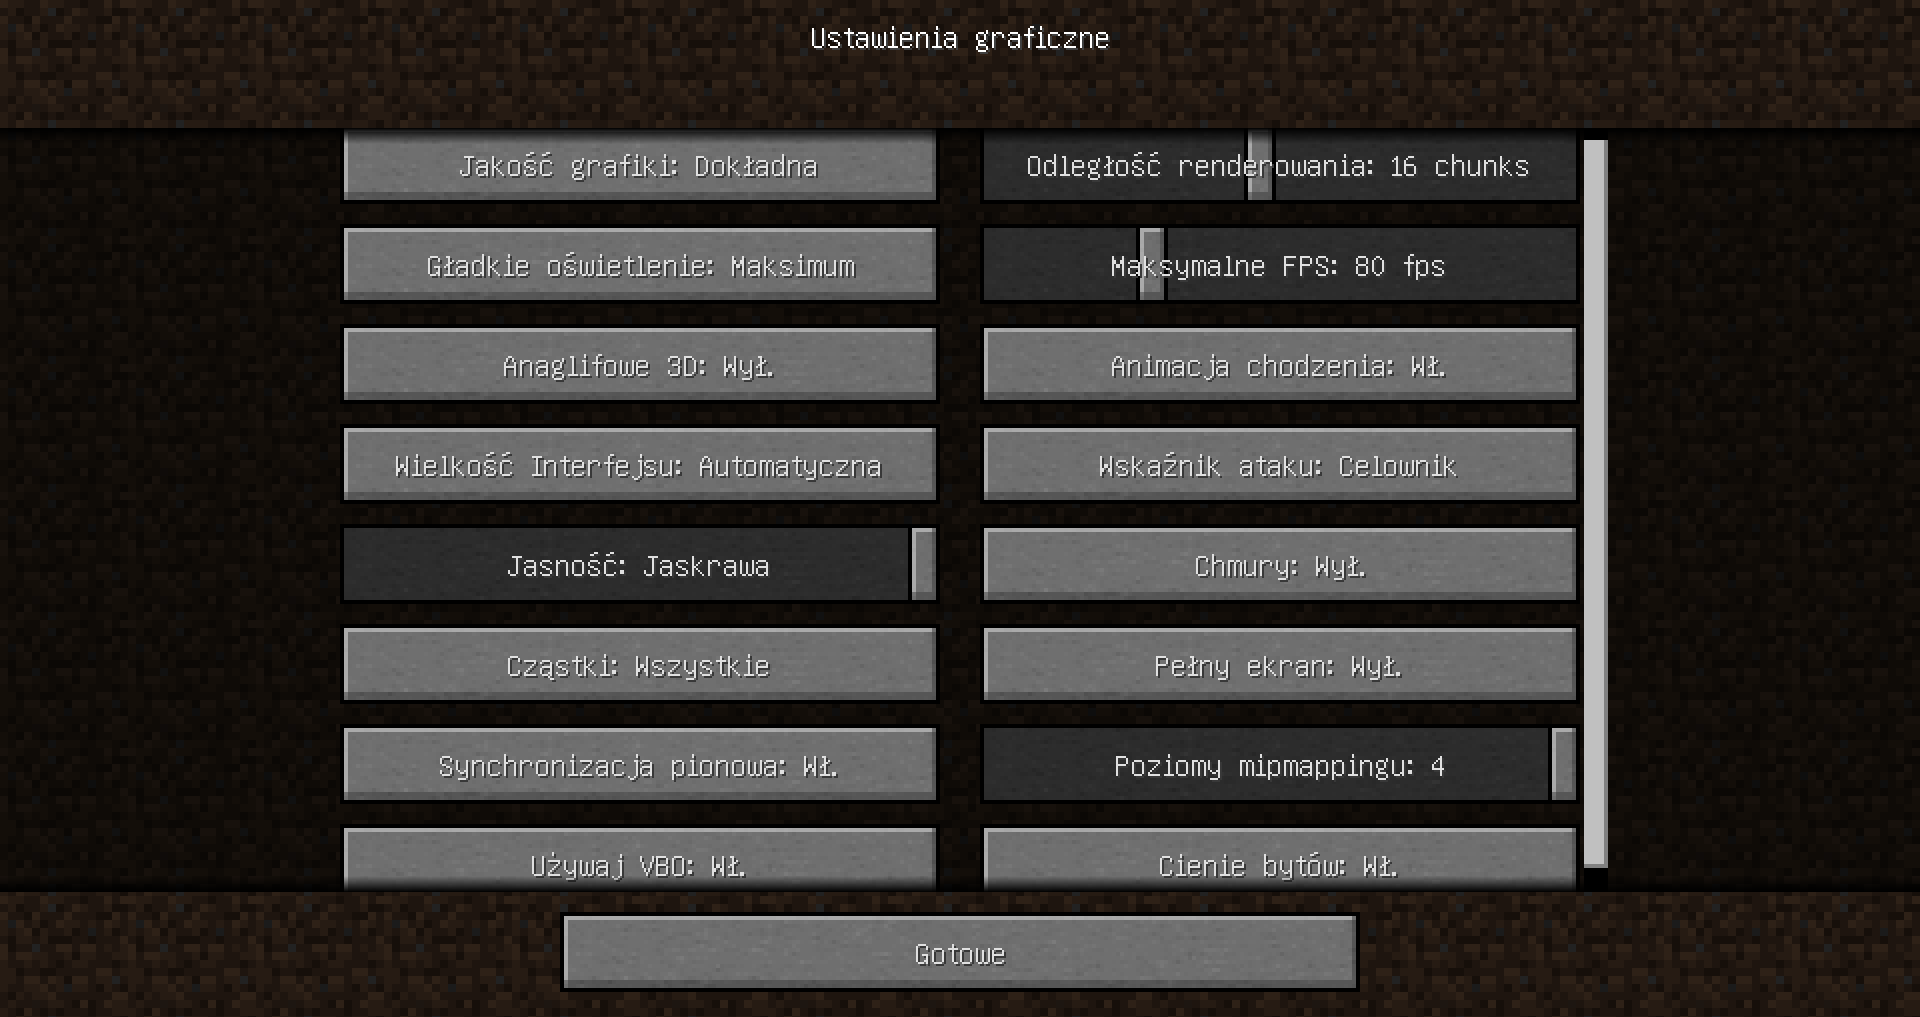 Ustawienia graficzne
Jakość grafiki: Dokładna
Odległość renderowania: 16 chunks
Gładkie oświetlenie: Maksimum
Maksymalne FPS: 80 fps
Anaglifowe 3D: Wył.
Animacja chodzenia: Wł.
Wielkość Interfejsu: Automatyczna
Wskaźnik ataku: Celownik
Jasność: Jaskrawa
Chmury: Wył.
Cząstki: Wszystkie
Pełny ekran: Wył.
Synchronizacja pionowa: Wł.
Poziomy mipmappingu: 4
Używaj VBO: Wł.
Cienie bytów: Wł.
Gotowe